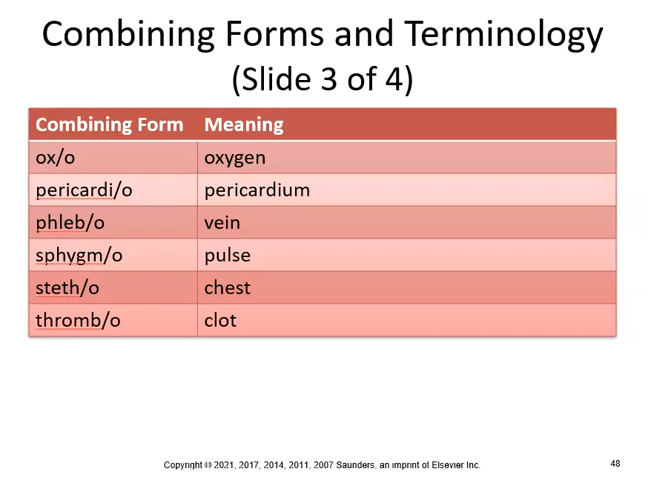 Combining Forms and Terminology
(Slide 3 of 4)
Combining Form Meaning
ox/o oxygen
pericardi/o pericardium
phleb/o vein
sphygm/o pulse
steth/o chest
thromb/o clot
Copyright © 2021, 2017, 2014, 2011, 2007 Saunders, an imprint of Elsevier Inc. 48